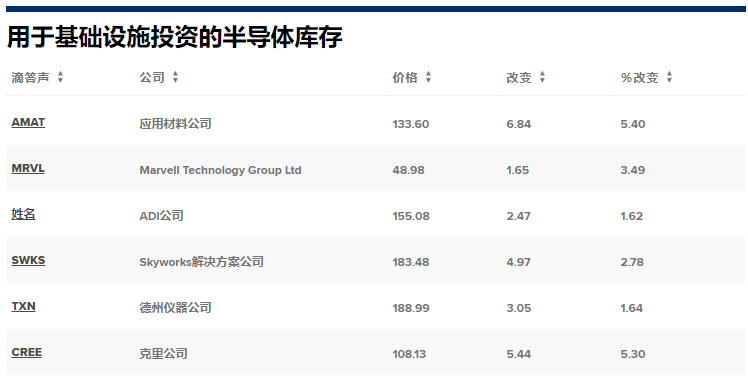 用于基础设施投资的半导体库存
滴答声 公司 价格 改变 ％改变
AMAT 应用材料公司 133.60 6.84 5.40
MRVL Marvell Technology Group Ltd 48.98 1.65 3.49
姓名 ADI公司 155.08 2.47 1.62
SWKS Skyworks解决方案公司 183.48 4.97 2.78
TXN 德州仪器公司 188.99 3.05 1.64
CREE 克里公司 108.13 5.44 5.30